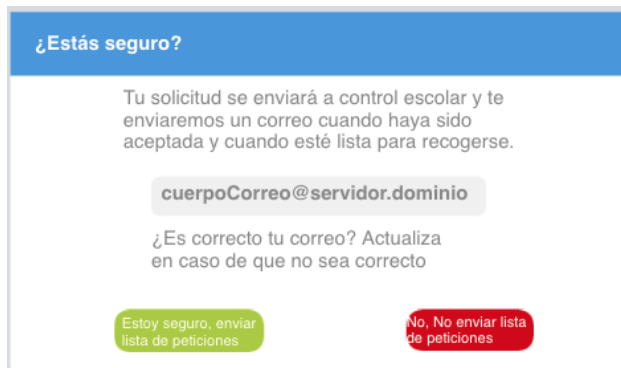 ¿Estás seguro?
Tu solicitud se enviará a control escolar y te
enviaremos un correo cuando haya sido
aceptada y cuando esté lista para recogerse.
cuerpoCorreo@servidor.dominio
¿Es correcto tu correo? Actualiza
en caso de que no sea correcto
Estoy seguro, enviar
lista de peticiones
No, No enviar lista
de peticiones